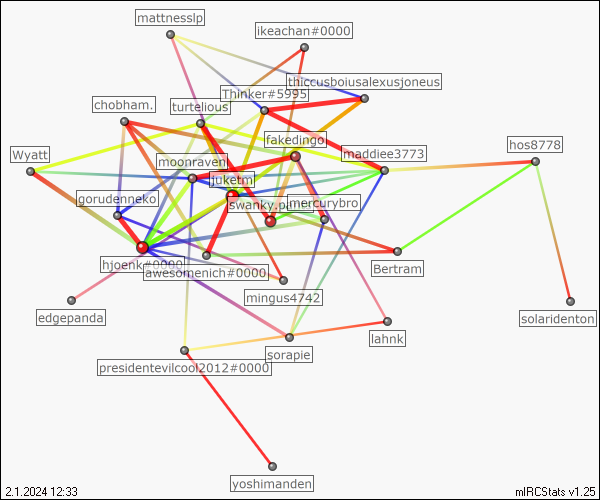 mattnesslp
ikeachan#0000
thiccusboiusalexusjoneus
Thinker#5995
chobham.
turtelious
fakedingo
hos8778
Wyatt
moonraven
maddiee3773
juketm
gorudenneko
swanky.pa
mercurybro
hjoenk#0000
awesomenich#0000
Bertram
mingus4742
edgepanda
solaridenton
lahnk
sorapie
presidentevilcool2012#0000
yoshimanden
2.1.2024 12:33
mIRCStats v1.25